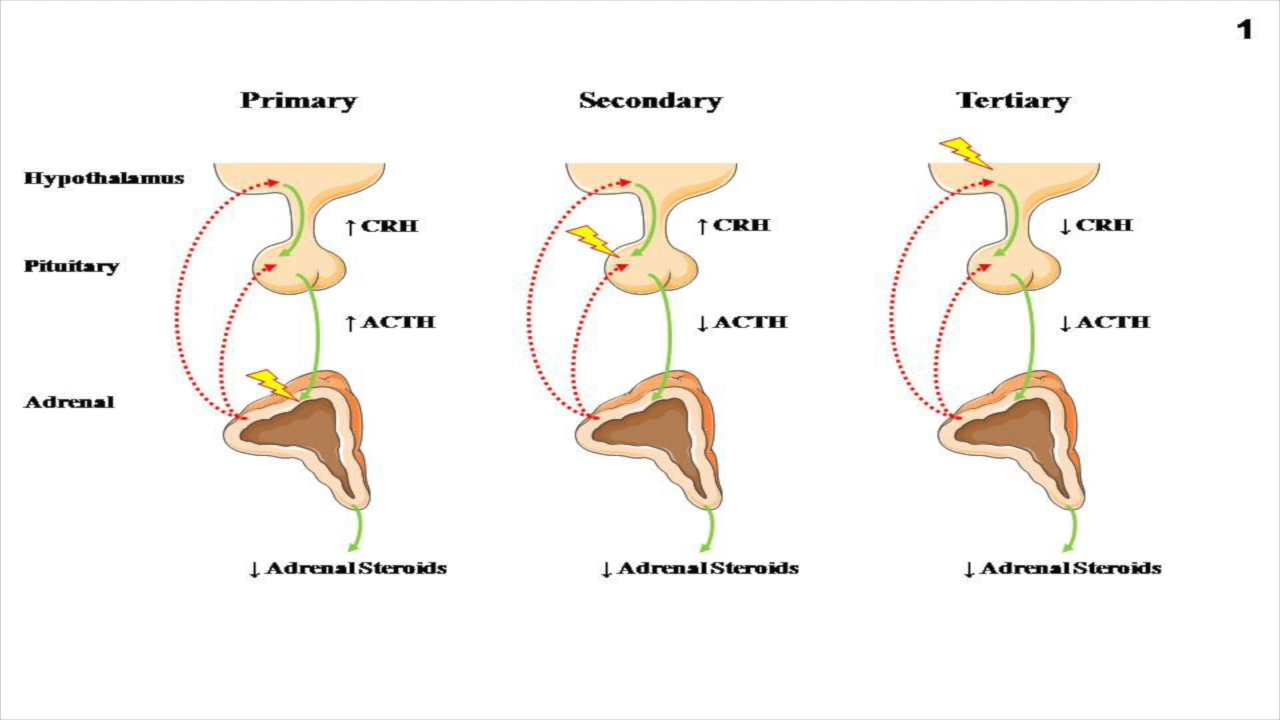 1
Primary Secondary Tertiary
Hypothalamus
↑ CRH ↑ CRH ↓ CRH
Pituitary
↑ ACTH ↓ ACTH ↓ ACTH
Adrenal
↓ Adrenal Steroids ↓ Adrenal Steroids ↓ Adrenal Steroids